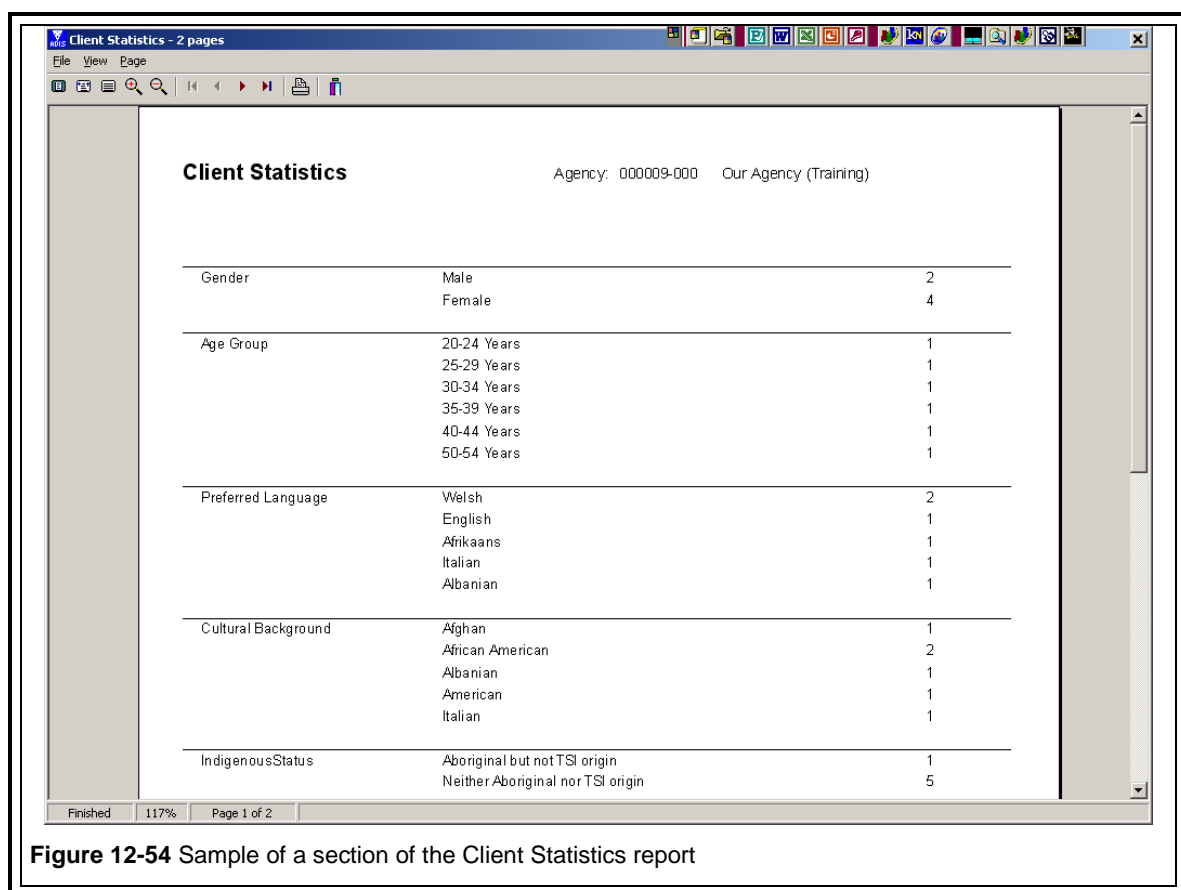 ADIS Client Statistics - 2 pages
File View Page
Client Statistics Agency: 000009-000 Our Agency (Training)
Gender Male 2
Female 4
Age Group 20-24 Years 1
25-29 Years 1
30-34 Years 1
35-39 Years 1
40-44 Years 1
50-54 Years 1
Preferred Language Welsh 2
English 1
Afrikaans 1
Italian 1
Albanian 1
Cultural Background Afghan 1
African American 2
Albanian 1
American 1
Italian 1
IndigenousStatus Aboriginal but not TSI origin 1
Neither Aboriginal nor TSI origin 5
Finished 117% Page 1 of 2
Figure 12-54 Sample of a section of the Client Statistics report